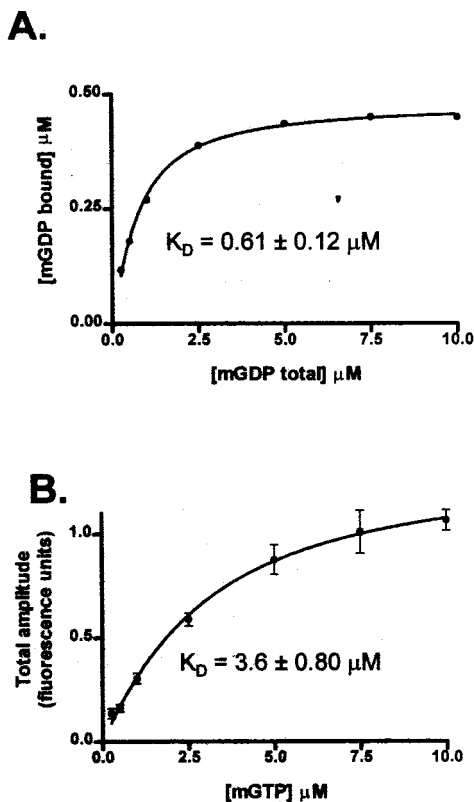 A.
0.50
0.25
0.00
[mGDP bound] μM
K_D = 0.61 ± 0.12 μM
0.0 2.5 5.0 7.5 10.0
[mGDP total] μM
B.
1.0
0.5
0.0
Total amplitude
(fluorescence units)
K_D = 3.6 ± 0.80 μM
0.0 2.5 5.0 7.5 10.0
[mGTP] μM